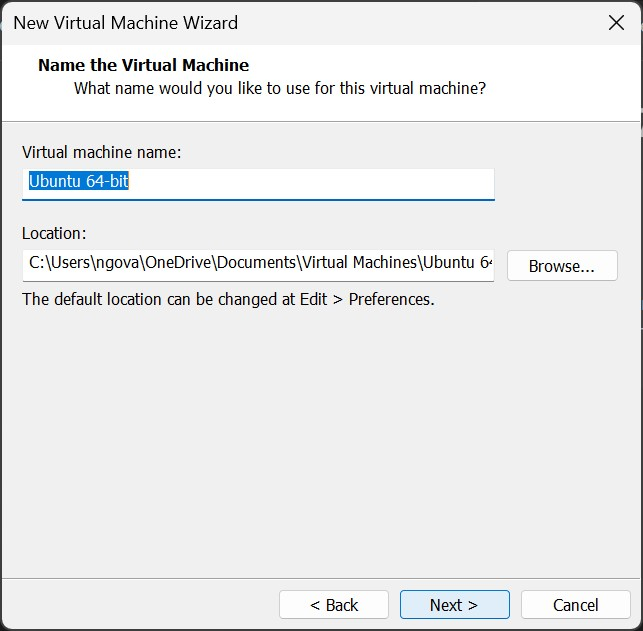 New Virtual Machine Wizard
Name the Virtual Machine
What name would you like to use for this virtual machine?
Virtual machine name:
Ubuntu 64-bit
Location:
C:\Users\ngova\OneDrive\Documents\Virtual Machines\Ubuntu 64
Browse...
The default location can be changed at Edit > Preferences.
< Back
Next >
Cancel